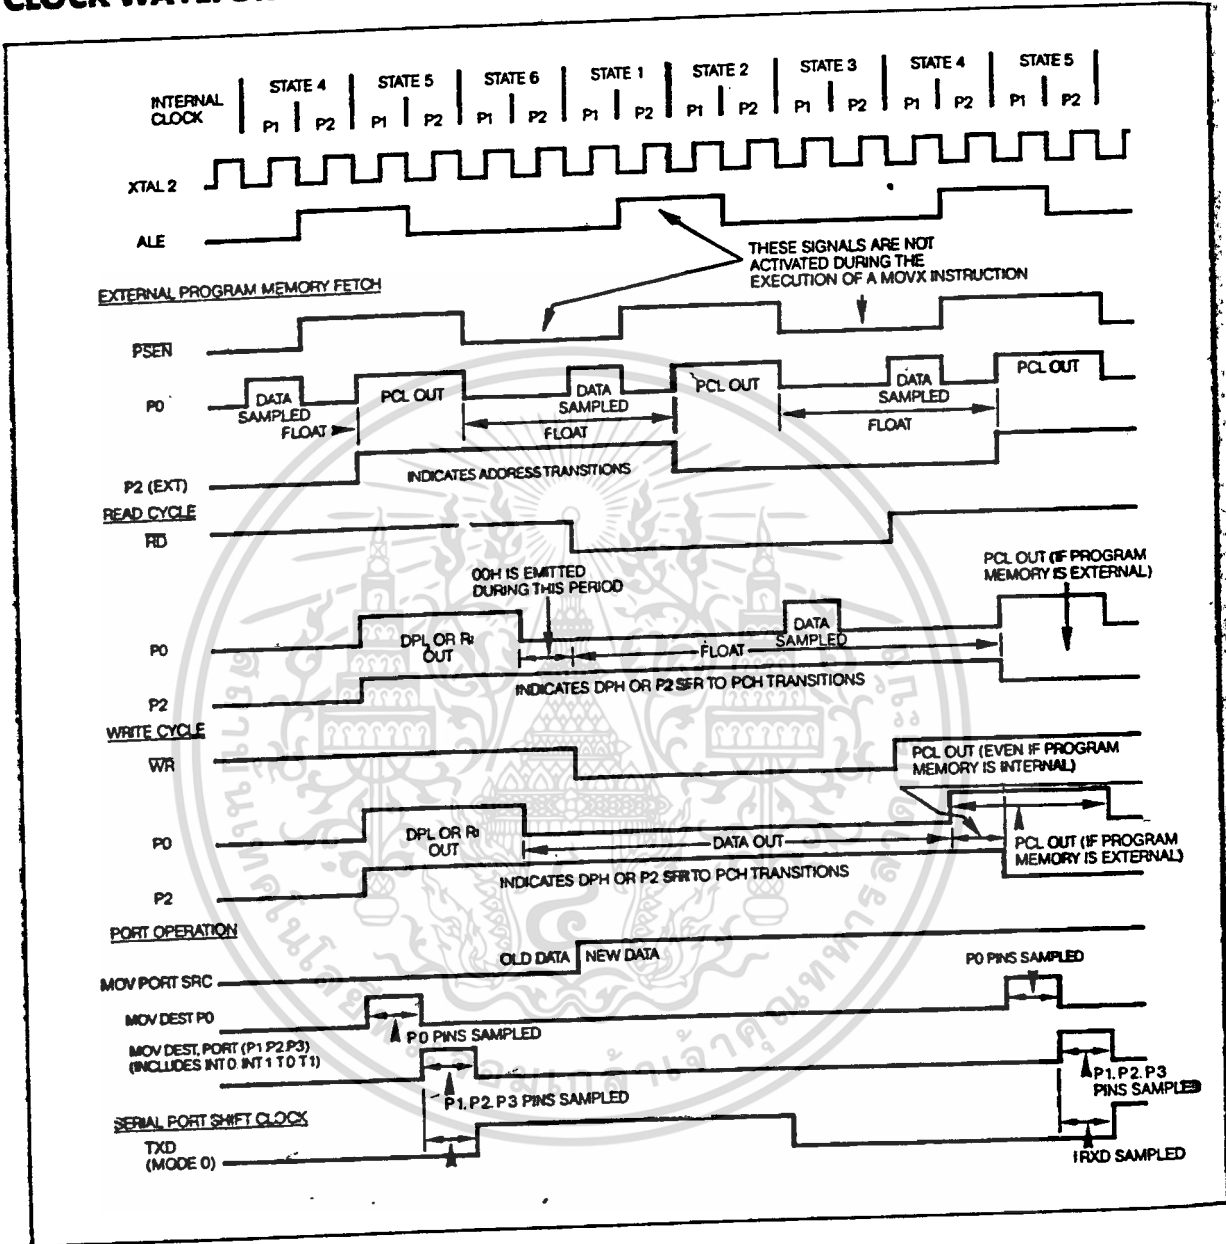 CLOCK WAVEFOR
INTERNAL CLOCK
STATE 4 STATE 5 STATE 6 STATE 1 STATE 2 STATE 3 STATE 4 STATE 5
P1 P2 P1 P2 P1 P2 P1 P2 P1 P2 P1 P2 P1 P2 P1 P2
XTAL 2
ALE
THESE SIGNALS ARE NOT
ACTIVATED DURING THE
EXECUTION OF A MOVX INSTRUCTION
EXTERNAL PROGRAM MEMORY FETCH
PSEN
P0
DATA SAMPLED
FLOAT
PCL OUT
DATA SAMPLED
FLOAT
PCL OUT
DATA SAMPLED
FLOAT
PCL OUT
P2 (EXT)
INDICATES ADDRESS TRANSITIONS
READ CYCLE
RD
00H IS EMITTED
DURING THIS PERIOD
PCL OUT (IF PROGRAM
MEMORY IS EXTERNAL)
P0
DPL OR Ri
OUT
DATA
SAMPLED
FLOAT
P2
INDICATES DPH OR P2 SFR TO PCH TRANSITIONS
WRITE CYCLE
WR
PCL OUT (EVEN IF PROGRAM
MEMORY IS INTERNAL)
P0
DPL OR Ri
OUT
DATA OUT
PCL OUT (IF PROGRAM
MEMORY IS EXTERNAL)
P2
INDICATES DPH OR P2 SFR TO PCH TRANSITIONS
PORT OPERATION
MOV PORT SRC
OLD DATA NEW DATA
P0 PINS SAMPLED
MOV DEST P0
P0 PINS SAMPLED
MOV DEST, PORT (P1 P2 P3)
(INCLUDES INT 0 INT 1 T0 T1)
P1, P2, P3 PINS SAMPLED
P1, P2, P3
PINS SAMPLED
SERIAL PORT SHIFT CLOCK
TXD
(MODE 0)
IRXD SAMPLED